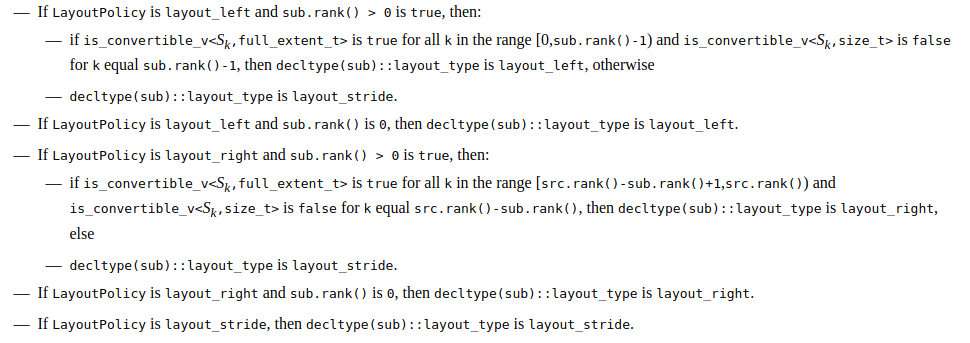 — If LayoutPolicy is layout_left and sub.rank() > 0 is true, then:
— if is_convertible_v<Sk,full_extent_t> is true for all k in the range [0,sub.rank()-1) and is_convertible_v<Sk,size_t> is false
for k equal sub.rank()-1, then decltype(sub)::layout_type is layout_left, otherwise
— decltype(sub)::layout_type is layout_stride.
— If LayoutPolicy is layout_left and sub.rank() is 0, then decltype(sub)::layout_type is layout_left.
— If LayoutPolicy is layout_right and sub.rank() > 0 is true, then:
— if is_convertible_v<Sk,full_extent_t> is true for all k in the range [src.rank()-sub.rank()+1,src.rank()) and
is_convertible_v<Sk,size_t> is false for k equal src.rank()-sub.rank(), then decltype(sub)::layout_type is layout_right,
else
— decltype(sub)::layout_type is layout_stride.
— If LayoutPolicy is layout_right and sub.rank() is 0, then decltype(sub)::layout_type is layout_right.
— If LayoutPolicy is layout_stride, then decltype(sub)::layout_type is layout_stride.